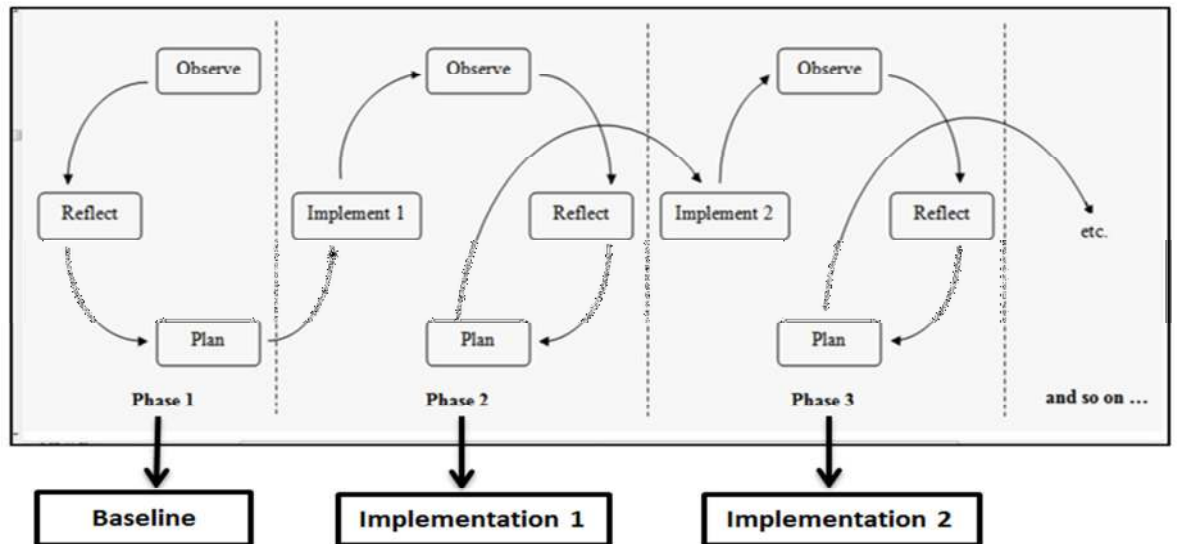 Observe
Observe
Observe
Reflect
Implement 1
Reflect
Implement 2
Reflect
etc.
Plan
Plan
Plan
Phase 1
Phase 2
Phase 3
and so on ...
Baseline
Implementation 1
Implementation 2